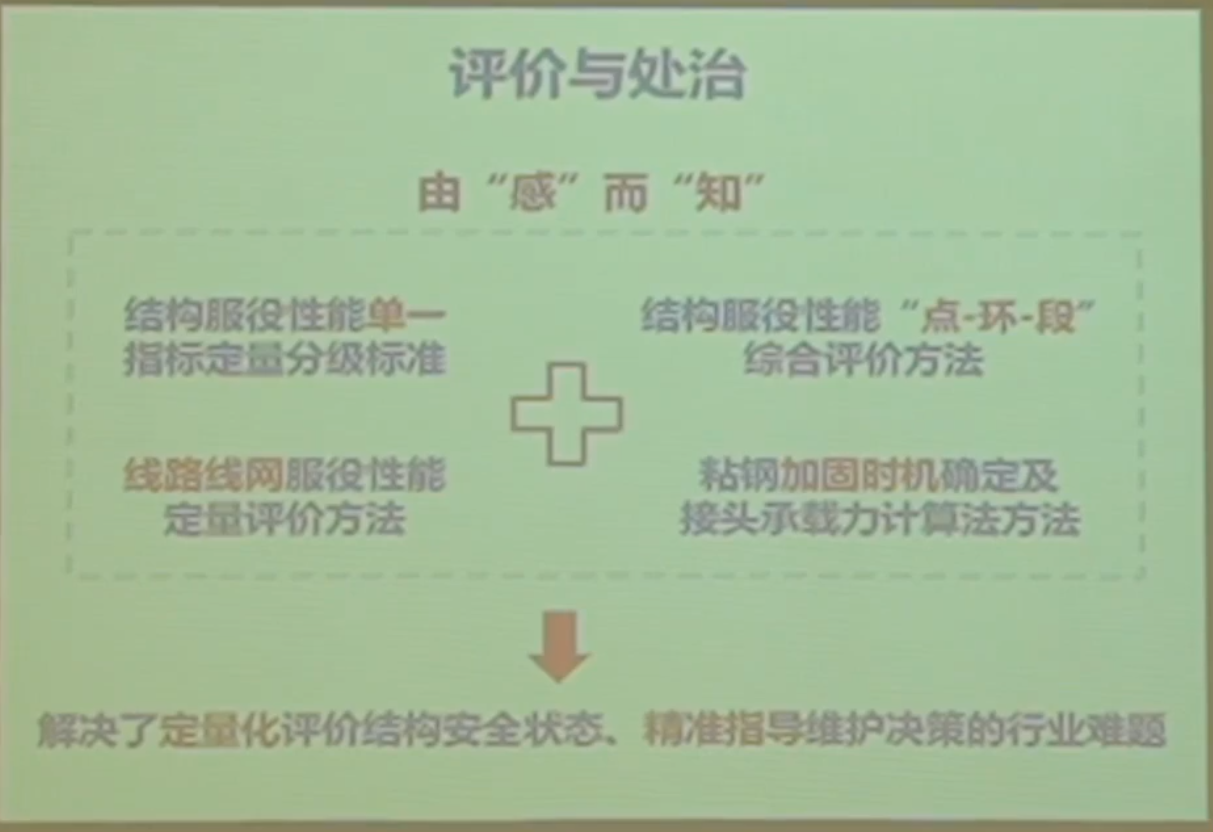 评价与处治
由“感”而“知”
结构服役性能单一
指标定量分级标准
结构服役性能“点-环-段”
综合评价方法
线路线网服役性能
定量评价方法
粘钢加固时机确定及
接头承载力计算法方法
解决了定量化评价结构安全状态、精准指导维护决策的行业难题